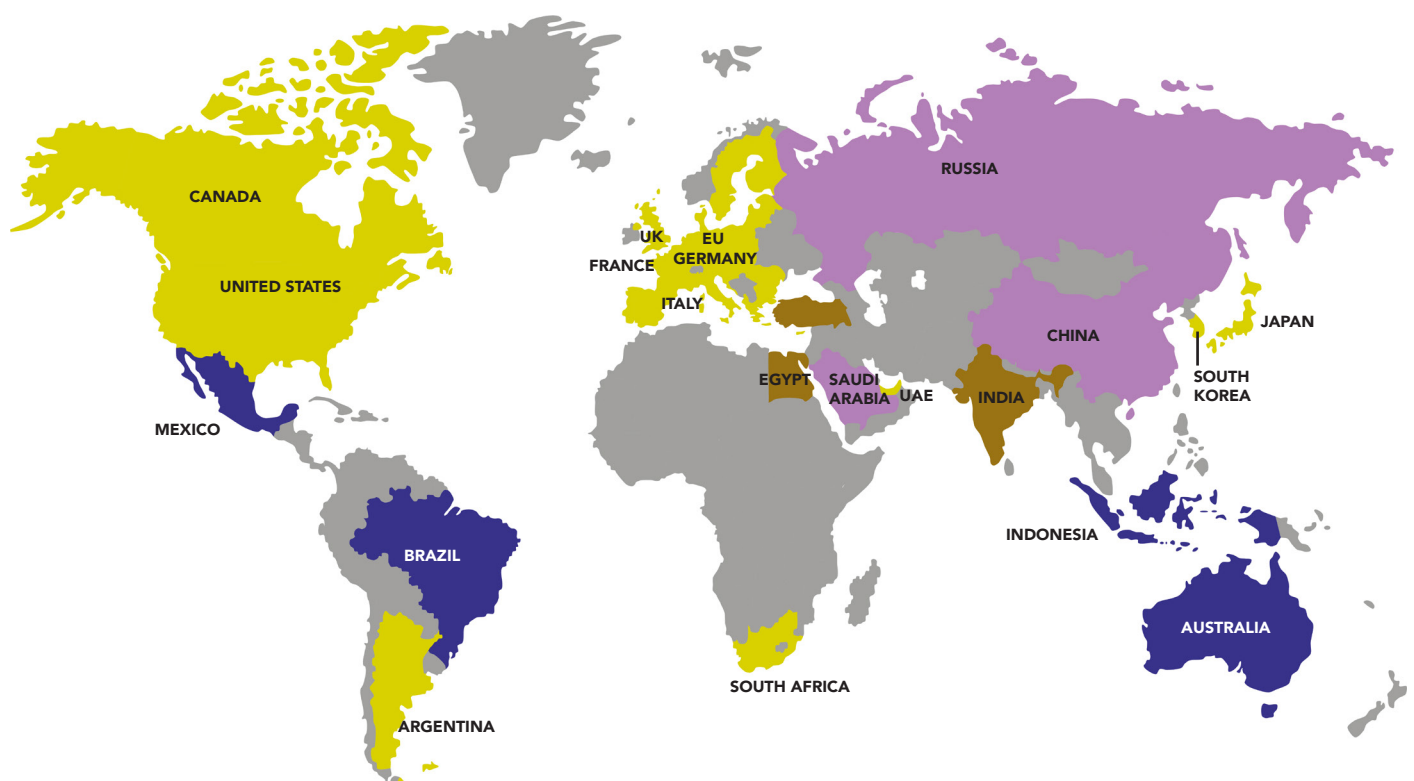 CANADA
UNITED STATES
MEXICO
BRAZIL
ARGENTINA
UK
FRANCE
EU
GERMANY
ITALY
RUSSIA
CHINA
JAPAN
SOUTH
KOREA
EGYPT
SAUDI
ARABIA
UAE
INDIA
INDONESIA
AUSTRALIA
SOUTH AFRICA